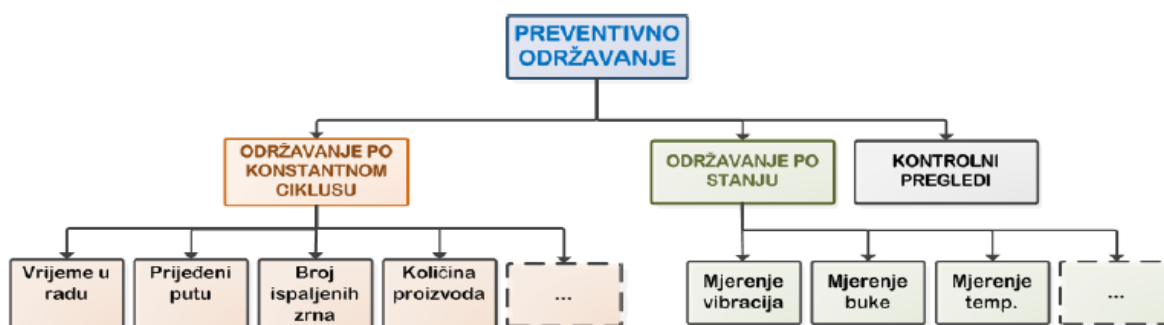 PREVENTIVNO
ODRŽAVANJE
ODRŽAVANJE PO
KONSTANTNOM
CIKLUSU
ODRŽAVANJE PO
STANJU
KONTROLNI
PREGLEDI
Vrijeme u
radu
Prijeđeni
putu
Broj
ispaljenih
zrna
Količina
proizvoda
...
Mjerenje
vibracija
Mjerenje
buke
Mjerenje
temp.
...